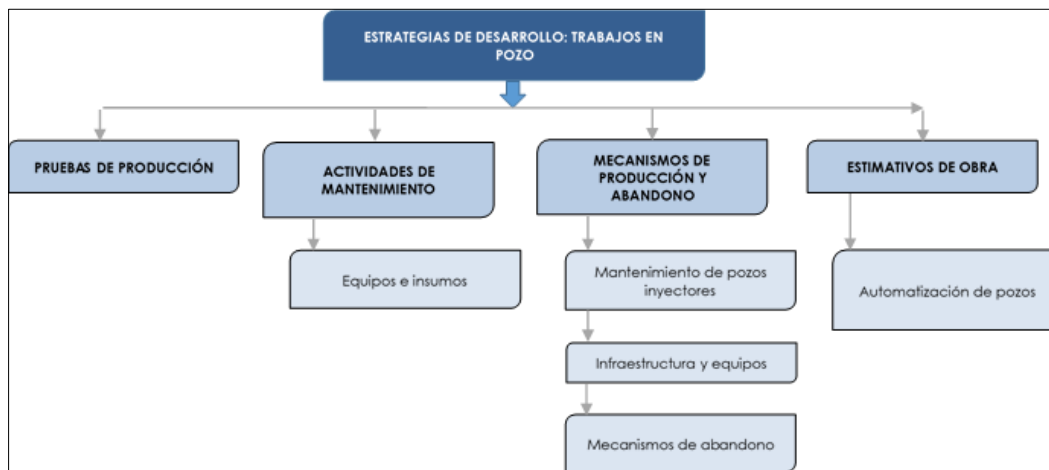 ESTRATEGIAS DE DESARROLLO: TRABAJOS EN
POZO
PRUEBAS DE PRODUCCIÓN
ACTIVIDADES DE
MANTENIMIENTO
MECANISMOS DE
PRODUCCIÓN Y
ABANDONO
ESTIMATIVOS DE OBRA
Equipos e insumos
Mantenimiento de pozos
inyectores
Infraestructura y equipos
Mecanismos de abandono
Automatización de pozos